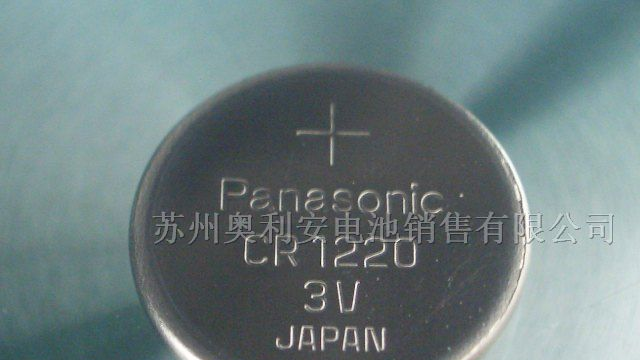 +
Panasonic
苏州奥利安电池销售有限公司
CR1220
3V
JAPAN